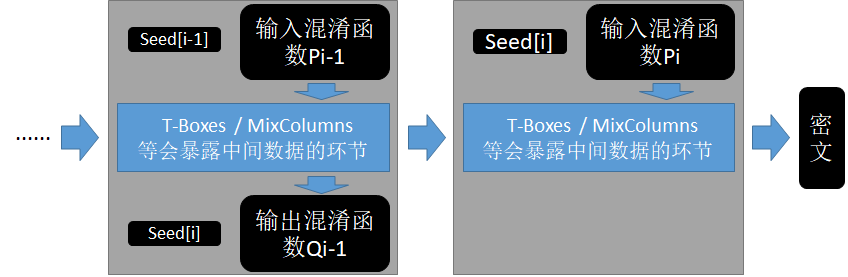 Seed[i-1]
输入混淆函
数Pi-1
Seed[i]
输入混淆函
数Pi
......
T-Boxes / MixColumns
等会暴露中间数据的环节
T-Boxes / MixColumns
等会暴露中间数据的环节
密
文
Seed[i]
输出混淆函
数Qi-1